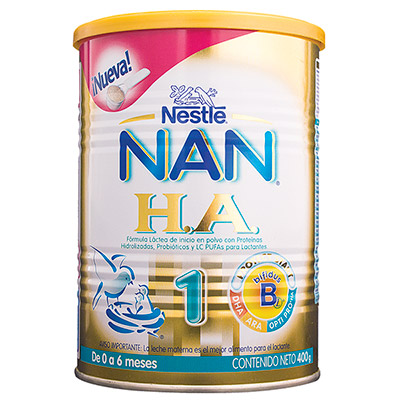 ¡Nueva!
Nestlé
NAN
H.A.
Fórmula Láctea de inicio en polvo con Proteínas
Hidrolizadas, Probióticos y LC PUFAs para Lactantes
1
bifidus
BL
DHA ARA OPTI PRO HA
AVISO IMPORTANTE: La leche materna es el mejor alimento para el lactante.
De 0 a 6 meses
CONTENIDO NETO 400g